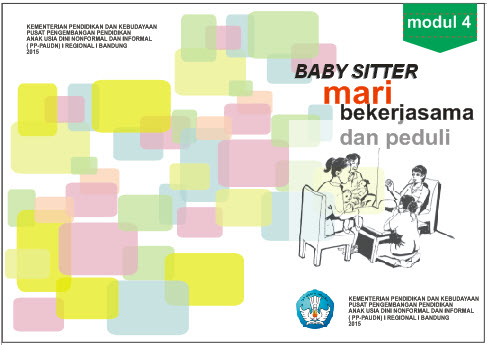 KEMENTERIAN PENDIDIKAN DAN KEBUDAYAAN
PUSAT PENGEMBANGAN PENDIDIKAN
ANAK USIA DINI NONFORMAL DAN INFORMAL
( PP-PAUDN) I REGIONAL I BANDUNG
2015
modul 4
BABY SITTER
mari
bekerjasama
dan peduli
KEMENTERIAN PENDIDIKAN DAN KEBUDAYAAN
PUSAT PENGEMBANGAN PENDIDIKAN
ANAK USIA DINI NONFORMAL DAN INFORMAL
( PP-PAUDN) I REGIONAL I BANDUNG
2015